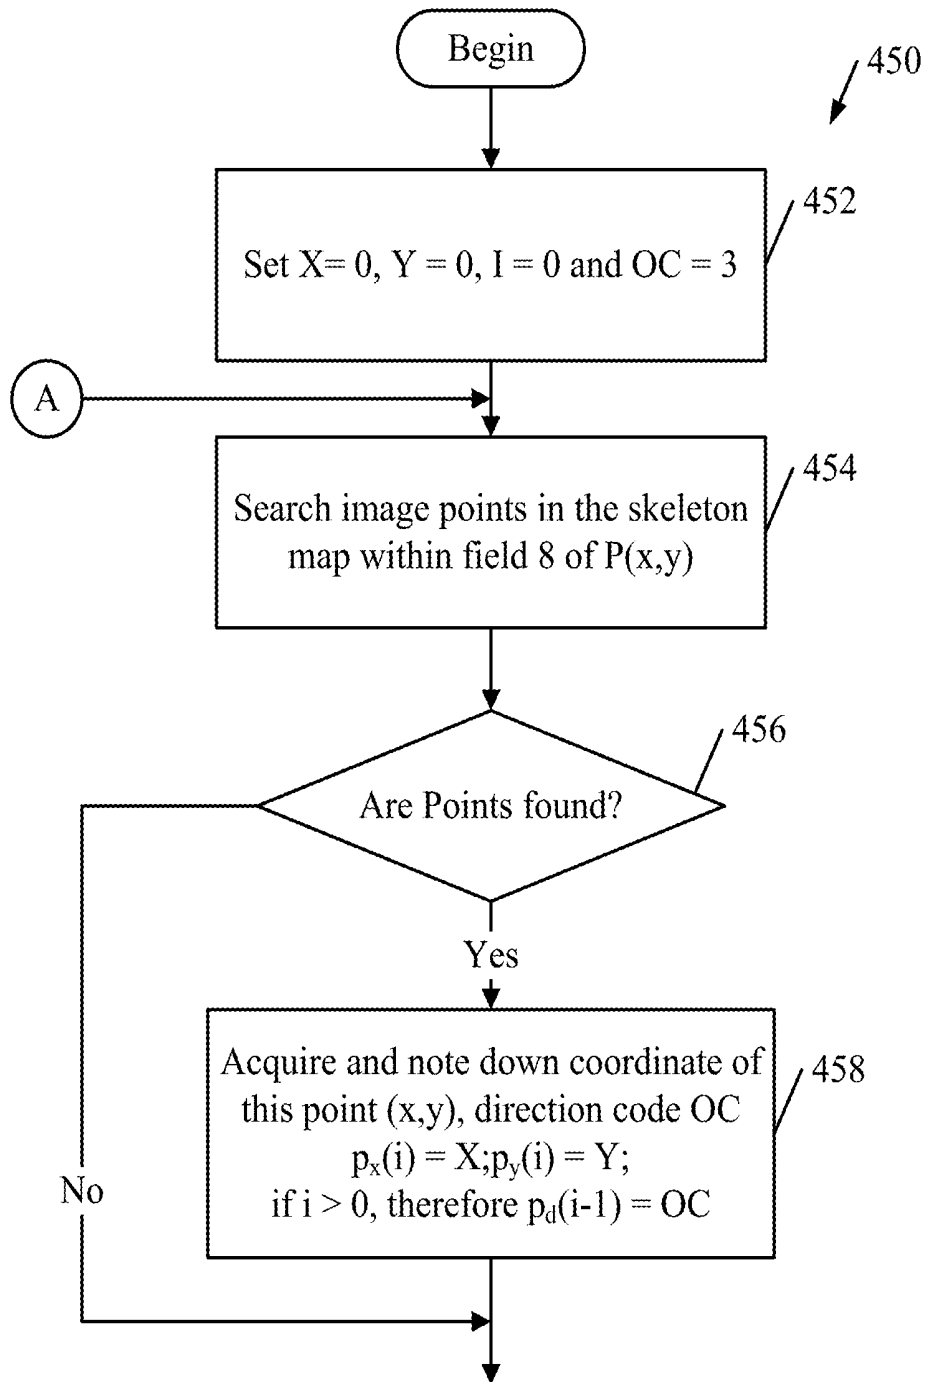 Begin
450
452
Set X= 0, Y = 0, I = 0 and OC = 3
A
454
Search image points in the skeleton
map within field 8 of P(x,y)
456
Are Points found?
Yes
Acquire and note down coordinate of
this point (x,y), direction code OC
pₓ(i) = X;p_y(i) = Y;
if i > 0, therefore p_d(i-1) = OC
458
No